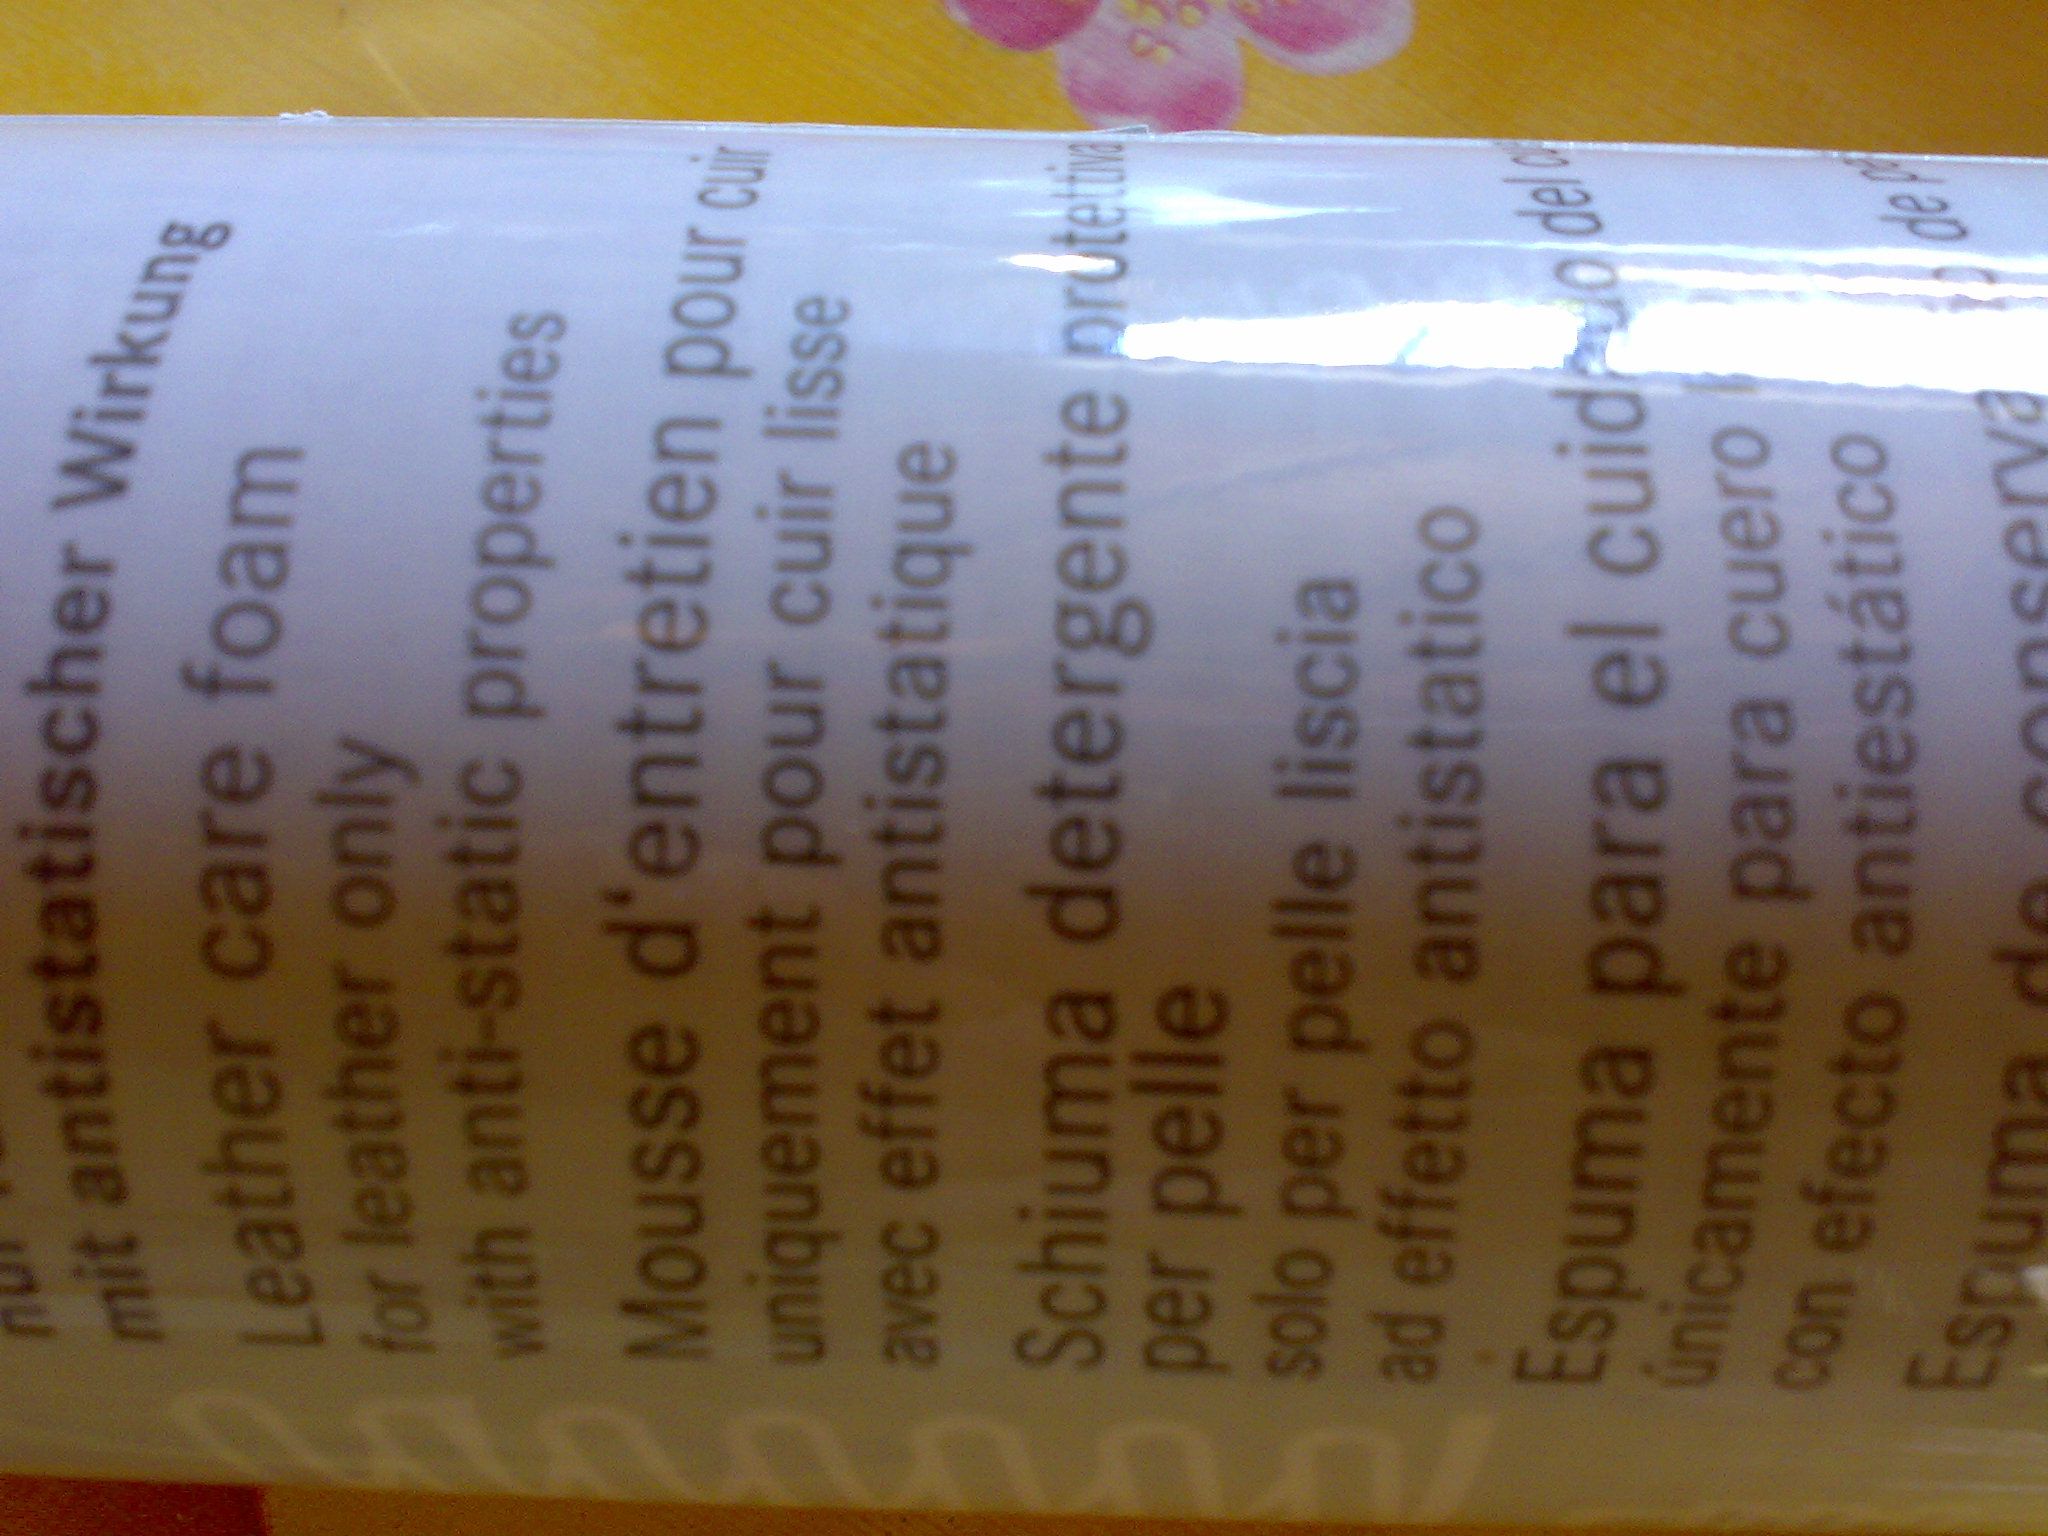 mit antistatischer Wirkung
Leather care foam
for leather only
with anti-static properties
Mousse d'entretien pour cuir
uniquement pour cuir lisse
avec effet antistatique
Schiuma detergente protettiva
per pelle
solo per pelle liscia
ad effetto antistatico
Espuma para el cuidado del
únicamente para cuero
con efecto antiestático
Espuma de